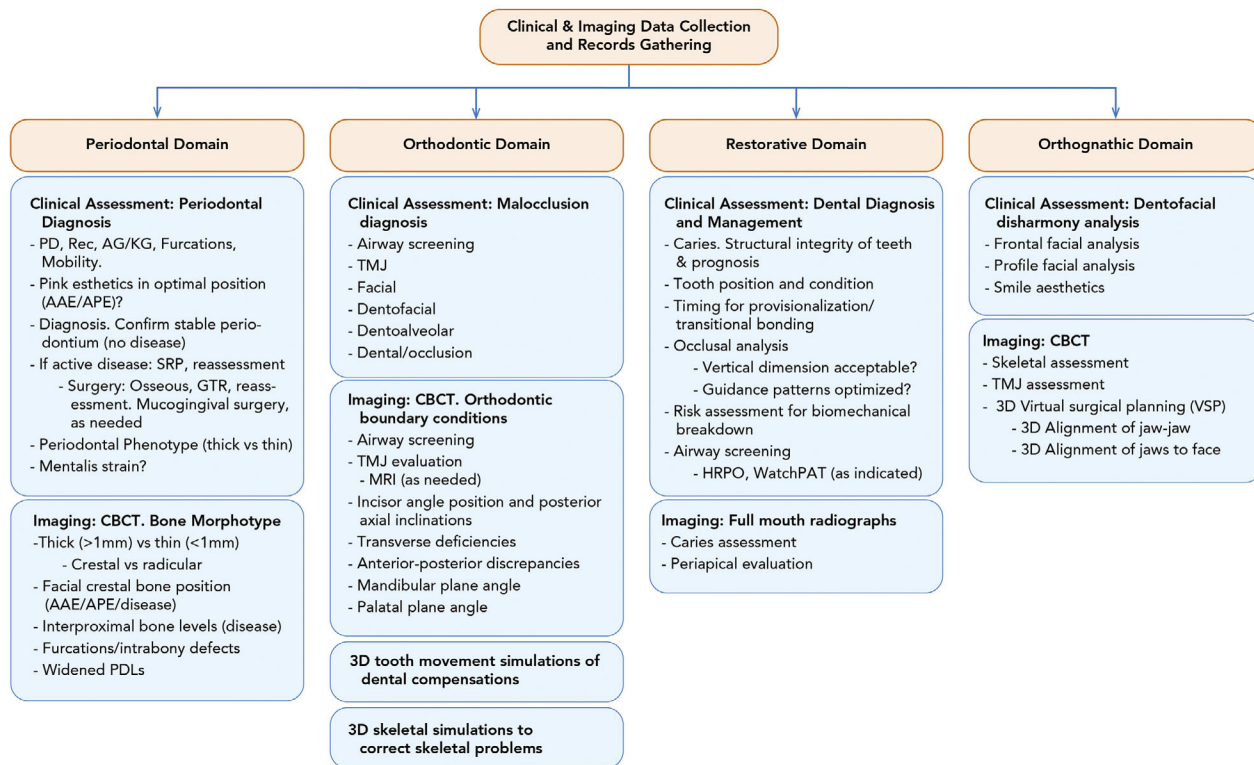 Clinical & Imaging Data Collection
and Records Gathering
Periodontal Domain
Clinical Assessment: Periodontal
Diagnosis
- PD, Rec, AG/KG, Furcations,
Mobility.
- Pink esthetics in optimal position
(AAE/APE)?
- Diagnosis. Confirm stable perio-
dontium (no disease)
- If active disease: SRP, reassessment
- Surgery: Osseous, GTR, reass-
essment. Mucogingival surgery,
as needed
- Periodontal Phenotype (thick vs thin)
- Mentalis strain?
Imaging: CBCT. Bone Morphotype
-Thick (>1mm) vs thin (<1mm)
- Crestal vs radicular
- Facial crestal bone position
(AAE/APE/disease)
- Interproximal bone levels (disease)
- Furcations/intrabony defects
- Widened PDLs
Orthodontic Domain
Clinical Assessment: Malocclusion
diagnosis
- Airway screening
- TMJ
- Facial
- Dentofacial
- Dentoalveolar
- Dental/occlusion
Imaging: CBCT. Orthodontic
boundary conditions
- Airway screening
- TMJ evaluation
- MRI (as needed)
- Incisor angle position and posterior
axial inclinations
- Transverse deficiencies
- Anterior-posterior discrepancies
- Mandibular plane angle
- Palatal plane angle
3D tooth movement simulations of
dental compensations
3D skeletal simulations to
correct skeletal problems
Restorative Domain
Clinical Assessment: Dental Diagnosis
and Management
- Caries. Structural integrity of teeth
& prognosis
- Tooth position and condition
- Timing for provisionalization/
transitional bonding
- Occlusal analysis
- Vertical dimension acceptable?
- Guidance patterns optimized?
- Risk assessment for biomechanical
breakdown
- Airway screening
- HRPO, WatchPAT (as indicated)
Imaging: Full mouth radiographs
- Caries assessment
- Periapical evaluation
Orthognathic Domain
Clinical Assessment: Dentofacial
disharmony analysis
- Frontal facial analysis
- Profile facial analysis
- Smile aesthetics
Imaging: CBCT
- Skeletal assessment
- TMJ assessment
- 3D Virtual surgical planning (VSP)
- 3D Alignment of jaw-jaw
- 3D Alignment of jaws to face